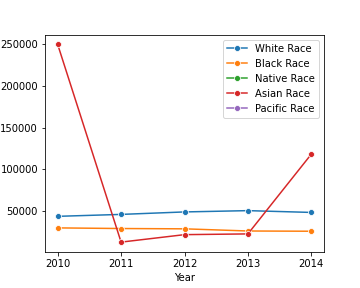 250000
200000
150000
100000
50000
White Race
Black Race
Native Race
Asian Race
Pacific Race
2010 2011 2012 2013 2014
Year